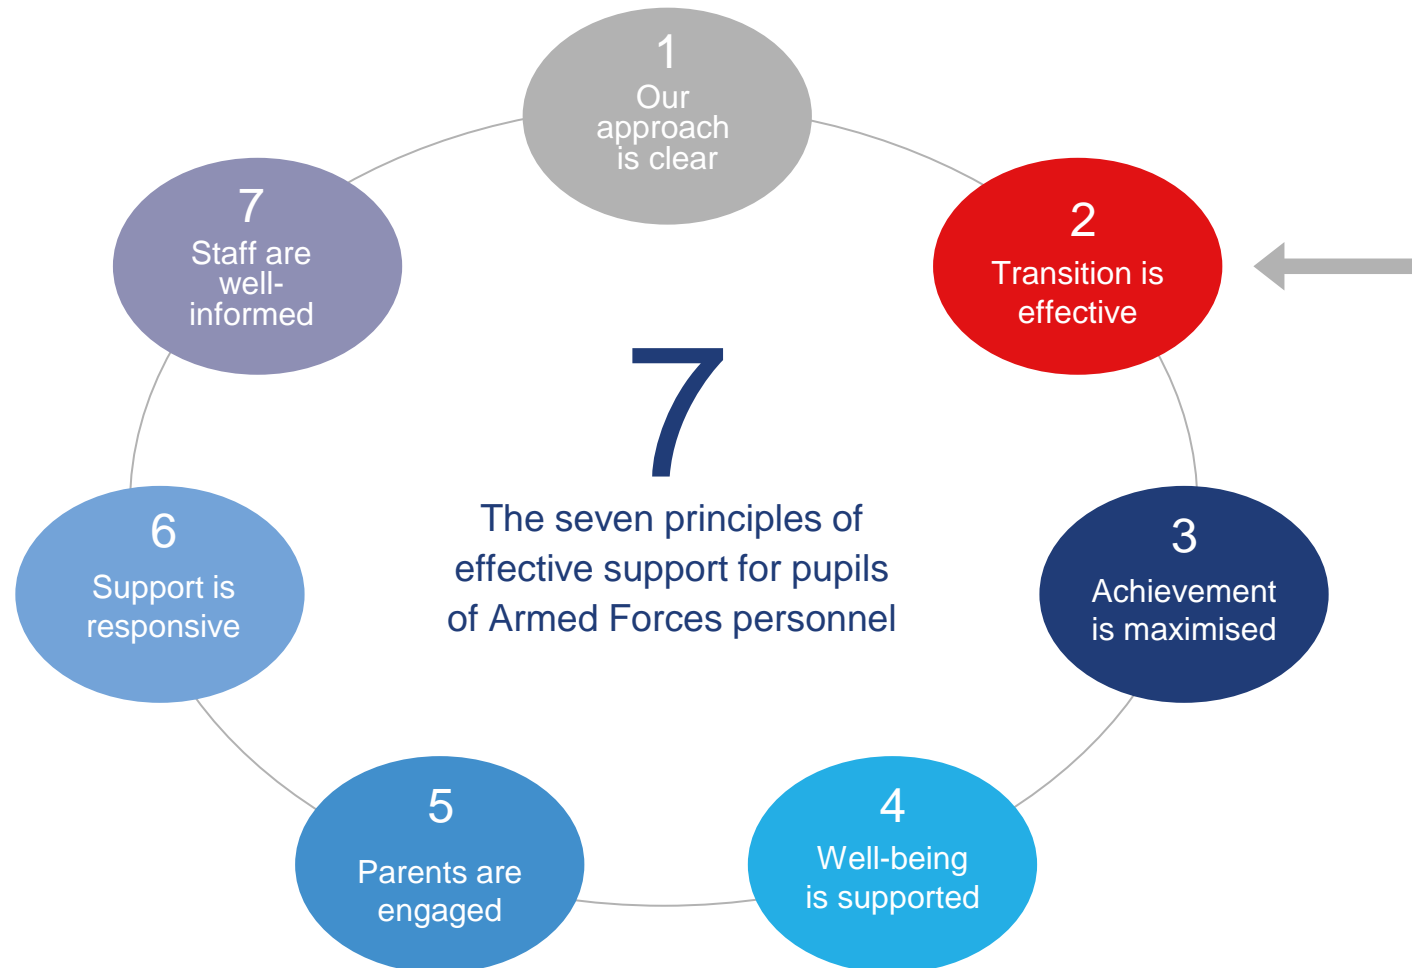 1
Our
approach
is clear
2
Transition is
effective
3
Achievement
is maximised
4
Well-being
is supported
5
Parents are
engaged
6
Support is
responsive
7
Staff are
well-
informed
7
The seven principles of
effective support for pupils
of Armed Forces personnel